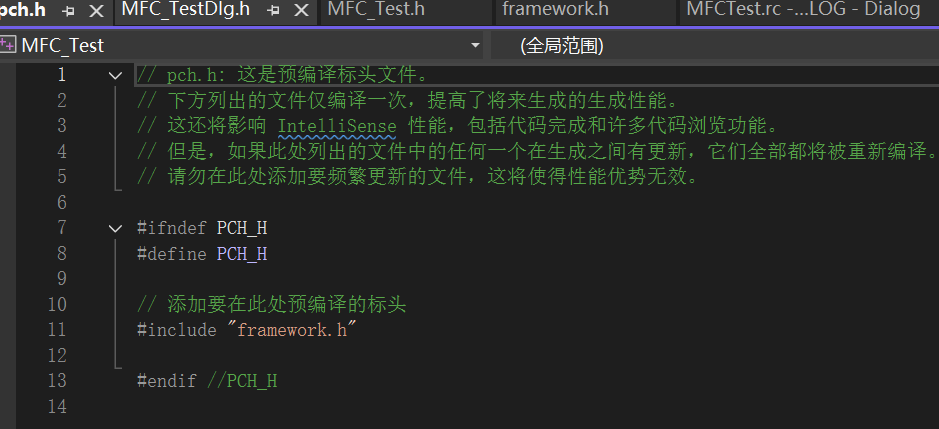 pch.h MFC_TestDlg.h MFC_Test.h framework.h MFCTest.rc -...LOG - Dialog
MFC_Test (全局范围)
1 // pch.h: 这是预编译标头文件。
2 // 下方列出的文件仅编译一次，提高了将来生成的生成性能。
3 // 这还将影响 IntelliSense 性能，包括代码完成和许多代码浏览功能。
4 // 但是，如果此处列出的文件中的任何一个在生成之间有更新，它们全部都将被重新编译。
5 // 请勿在此处添加要频繁更新的文件，这将使得性能优势无效。
6
7 #ifndef PCH_H
8 #define PCH_H
9
10 // 添加要在此处预编译的标头
11 #include "framework.h"
12
13 #endif //PCH_H
14